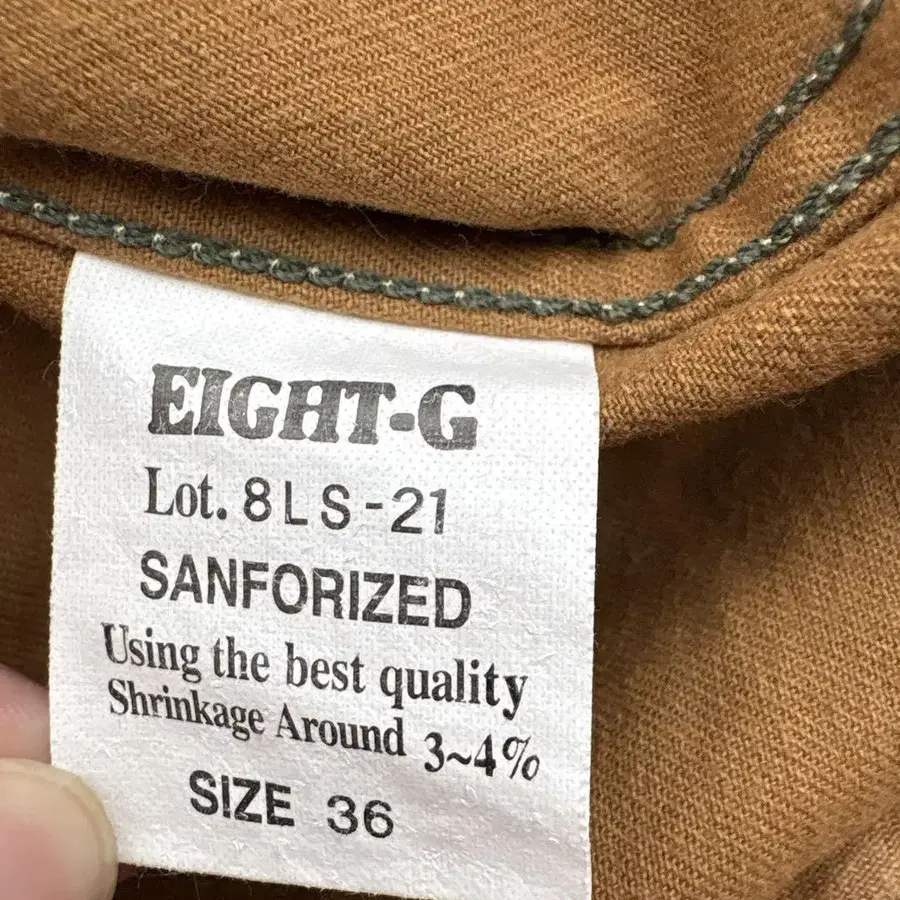 EIGHT-G
Lot. 8LS-21
SANFORIZED
Using the best quality
Shrinkage Around 3~4%
SIZE 36